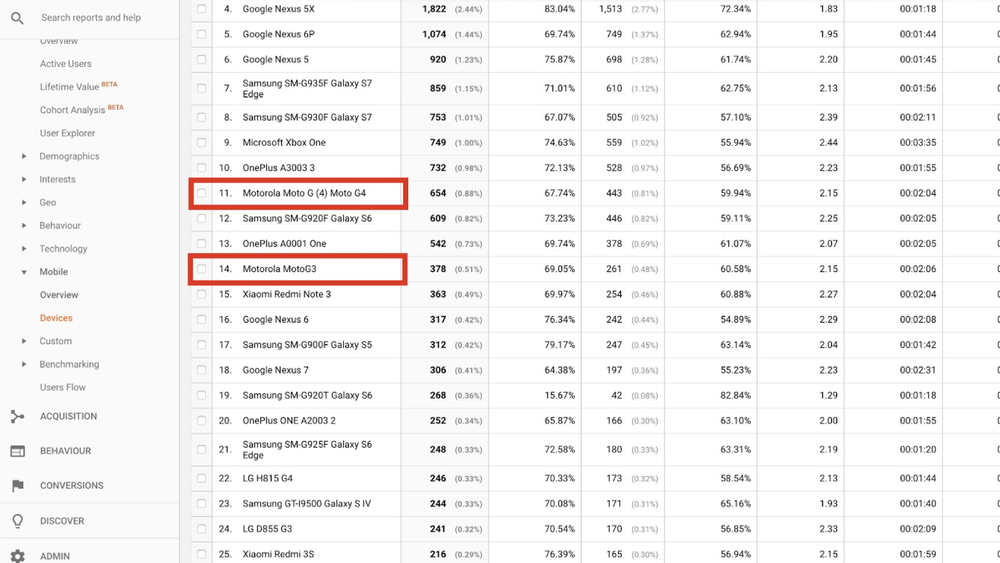 Search reports and help
Overview
Active Users
Lifetime Value BETA
Cohort Analysis BETA
User Explorer
Demographics
Interests
Geo
Behaviour
Technology
Mobile
Overview
Devices
Custom
Benchmarking
Users Flow
ACQUISITION
BEHAVIOUR
CONVERSIONS
DISCOVER
ADMIN
4. Google Nexus 5X 1,822 (2.44%) 83.04% 1,513 (2.77%) 72.34% 1.83 00:01:18
5. Google Nexus 6P 1,074 (1.44%) 69.74% 749 (1.37%) 62.94% 1.95 00:01:44
6. Google Nexus 5 920 (1.23%) 75.87% 698 (1.28%) 61.74% 2.20 00:01:45
7. Samsung SM-G935F Galaxy S7
Edge 859 (1.15%) 71.01% 610 (1.12%) 62.75% 2.13 00:01:56
8. Samsung SM-G930F Galaxy S7 753 (1.01%) 67.07% 505 (0.92%) 57.10% 2.39 00:02:11
9. Microsoft Xbox One 749 (1.00%) 74.63% 559 (1.02%) 55.94% 2.44 00:03:35
10. OnePlus A3003 3 732 (0.98%) 72.13% 528 (0.97%) 56.69% 2.23 00:01:55
11. Motorola Moto G (4) Moto G4 654 (0.88%) 67.74% 443 (0.81%) 59.94% 2.15 00:02:04
12. Samsung SM-G920F Galaxy S6 609 (0.82%) 73.23% 446 (0.82%) 59.11% 2.25 00:02:05
13. OnePlus A0001 One 542 (0.73%) 69.74% 378 (0.69%) 61.07% 2.07 00:02:05
14. Motorola MotoG3 378 (0.51%) 69.05% 261 (0.48%) 60.58% 2.15 00:02:06
15. Xiaomi Redmi Note 3 363 (0.49%) 69.97% 254 (0.46%) 60.88% 2.27 00:02:04
16. Google Nexus 6 317 (0.42%) 76.34% 242 (0.44%) 54.89% 2.29 00:02:08
17. Samsung SM-G900F Galaxy S5 312 (0.42%) 79.17% 247 (0.45%) 63.14% 2.04 00:01:42
18. Google Nexus 7 306 (0.41%) 64.38% 197 (0.36%) 55.23% 2.23 00:02:31
19. Samsung SM-G920T Galaxy S6 268 (0.36%) 15.67% 42 (0.08%) 82.84% 1.29 00:01:18
20. OnePlus ONE A2003 2 252 (0.34%) 65.87% 166 (0.30%) 63.10% 2.00 00:01:55
21. Samsung SM-G925F Galaxy S6
Edge 248 (0.33%) 72.58% 180 (0.33%) 63.31% 2.19 00:01:20
22. LG H815 G4 246 (0.33%) 70.33% 173 (0.32%) 58.54% 2.13 00:01:44
23. Samsung GT-I9500 Galaxy S IV 244 (0.33%) 70.08% 171 (0.31%) 65.16% 1.93 00:01:40
24. LG D855 G3 241 (0.32%) 70.54% 170 (0.31%) 56.85% 2.33 00:02:09
25. Xiaomi Redmi 3S 216 (0.29%) 76.39% 165 (0.30%) 56.94% 2.15 00:01:59